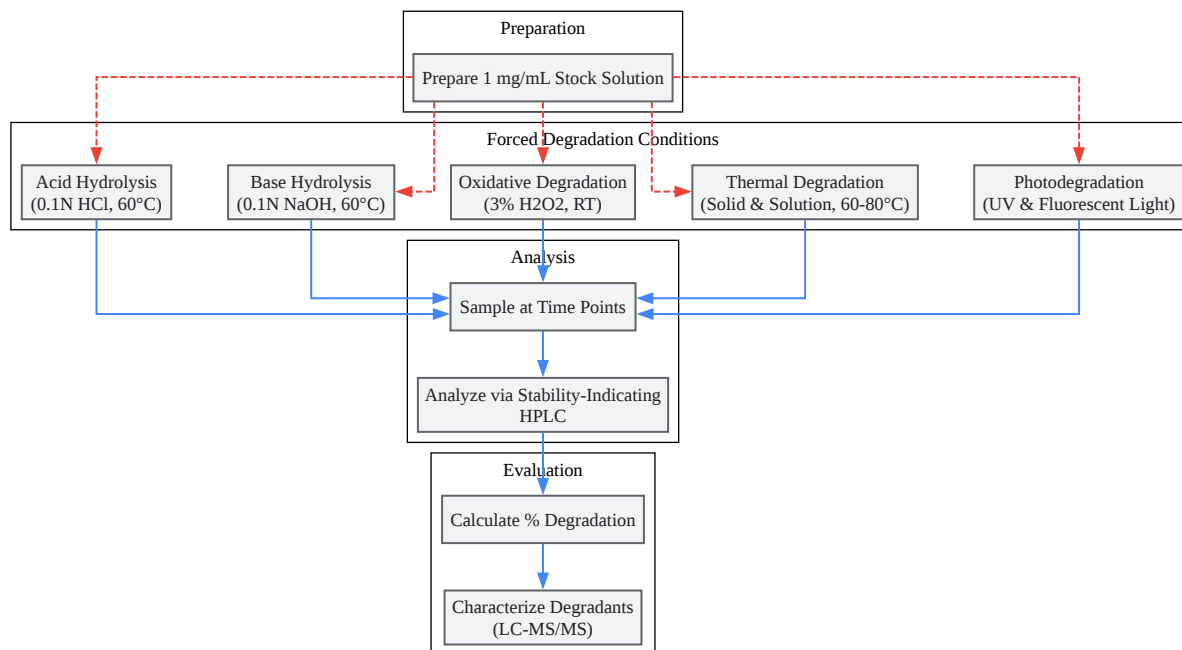 Preparation
Prepare 1 mg/mL Stock Solution
Forced Degradation Conditions
Acid Hydrolysis
(0.1N HCl, 60°C)
Base Hydrolysis
(0.1N NaOH, 60°C)
Oxidative Degradation
(3% H2O2, RT)
Thermal Degradation
(Solid & Solution, 60-80°C)
Photodegradation
(UV & Fluorescent Light)
Analysis
Sample at Time Points
Analyze via Stability-Indicating
HPLC
Evaluation
Calculate % Degradation
Characterize Degradants
(LC-MS/MS)